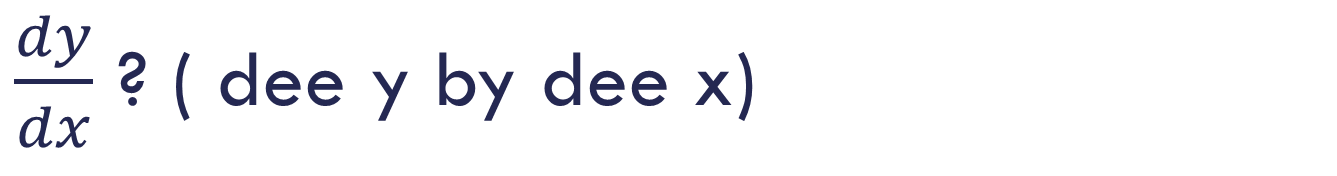 dy/dx ? ( dee y by dee x)